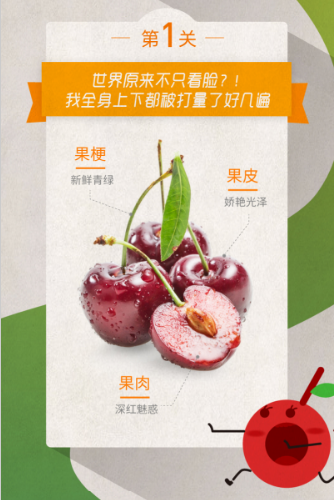 第1关
世界原来不只看脸?!
我全身上下都被打量了好几遍
果梗
新鲜青绿
果皮
娇艳光泽
果肉
深红魅惑